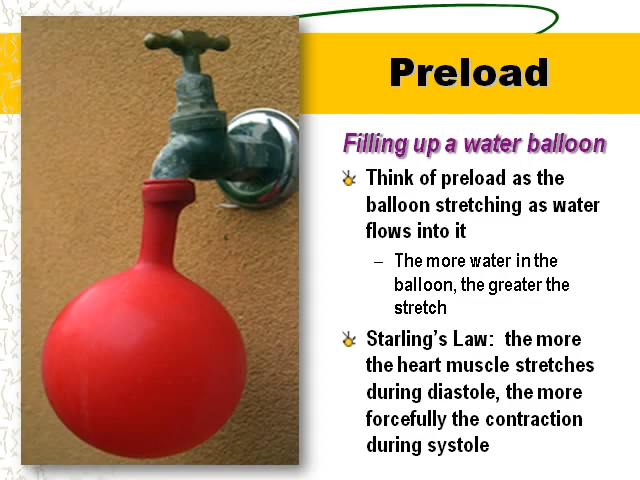 Preload
Filling up a water balloon
Think of preload as the
balloon stretching as water
flows into it
– The more water in the
balloon, the greater the
stretch
Starling's Law: the more
the heart muscle stretches
during diastole, the more
forcefully the contraction
during systole